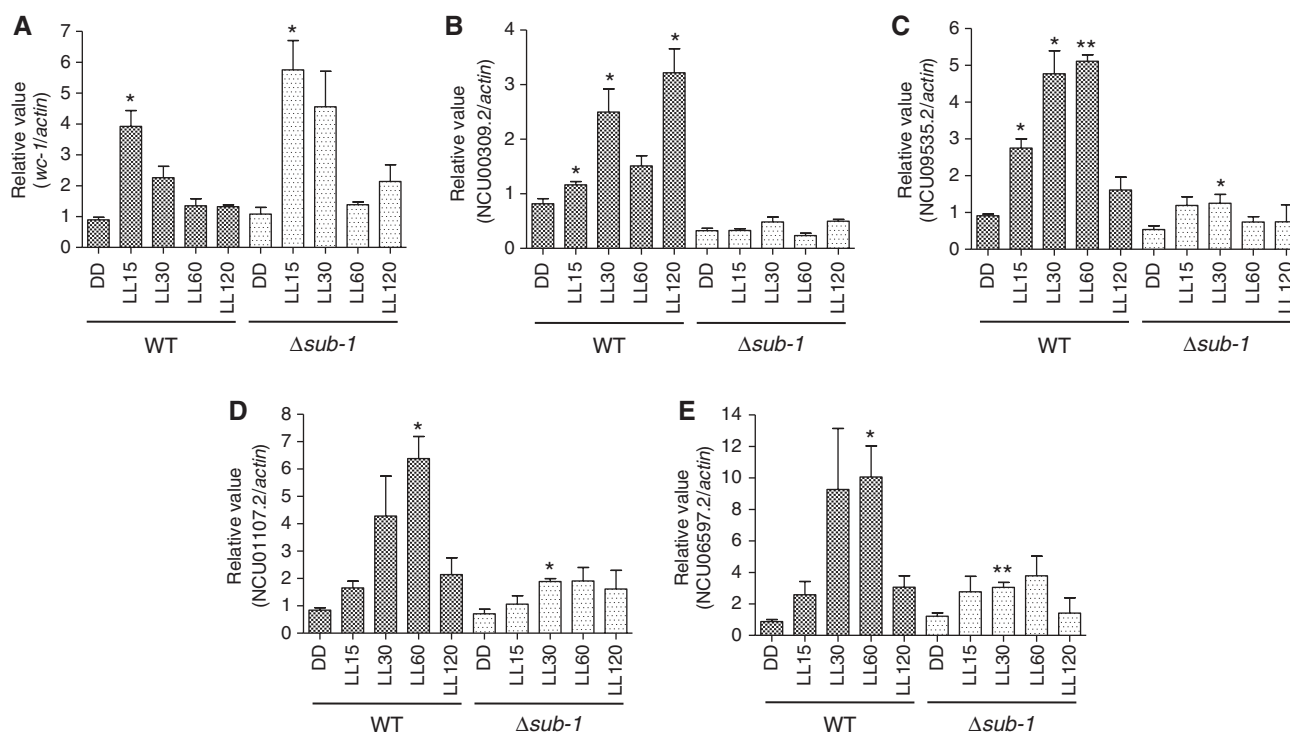 A
Relative value
(wc-1/actin)
7
6
5
4
3
2
1
0
*
*
DD
LL15
LL30
LL60
LL120
DD
LL15
LL30
LL60
LL120
WT
Δsub-1
B
Relative value
(NCU00309.2/actin)
4
3
2
1
0
*
*
*
DD
LL15
LL30
LL60
LL120
DD
LL15
LL30
LL60
LL120
WT
Δsub-1
C
Relative value
(NCU09535.2/actin)
6
5
4
3
2
1
0
*
*
**
*
DD
LL15
LL30
LL60
LL120
DD
LL15
LL30
LL60
LL120
WT
Δsub-1
D
Relative value
(NCU01107.2/actin)
8
7
6
5
4
3
2
1
0
*
*
DD
LL15
LL30
LL60
LL120
DD
LL15
LL30
LL60
LL120
WT
Δsub-1
E
Relative value
(NCU06597.2/actin)
14
12
10
8
6
4
2
0
*
**
DD
LL15
LL30
LL60
LL120
DD
LL15
LL30
LL60
LL120
WT
Δsub-1